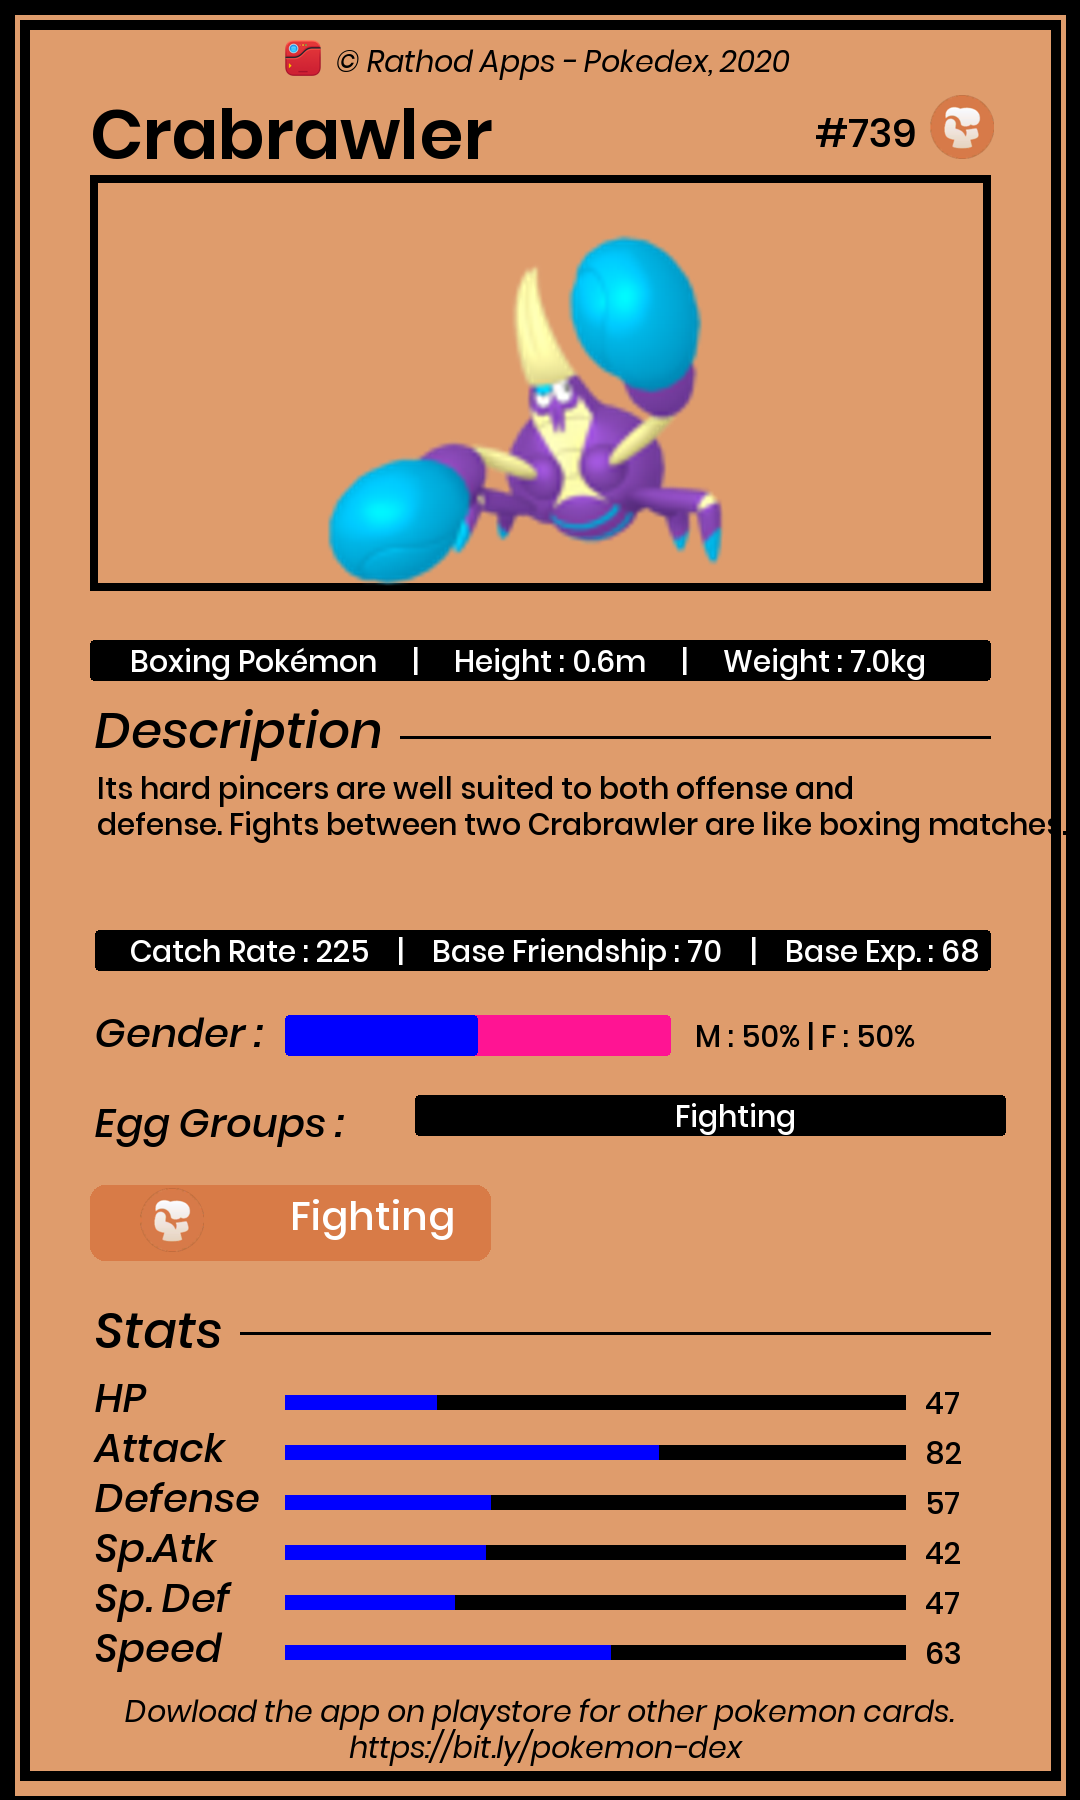 © Rathod Apps - Pokedex, 2020
Crabrawler
#739
Boxing Pokémon | Height : 0.6m | Weight : 7.0kg
Description
Its hard pincers are well suited to both offense and
defense. Fights between two Crabrawler are like boxing matches.
Catch Rate : 225 | Base Friendship : 70 | Base Exp. : 68
Gender : M : 50% | F : 50%
Egg Groups : Fighting
Fighting
Stats
HP 47
Attack 82
Defense 57
Sp.Atk 42
Sp. Def 47
Speed 63
Dowload the app on playstore for other pokemon cards.
https://bit.ly/pokemon-dex